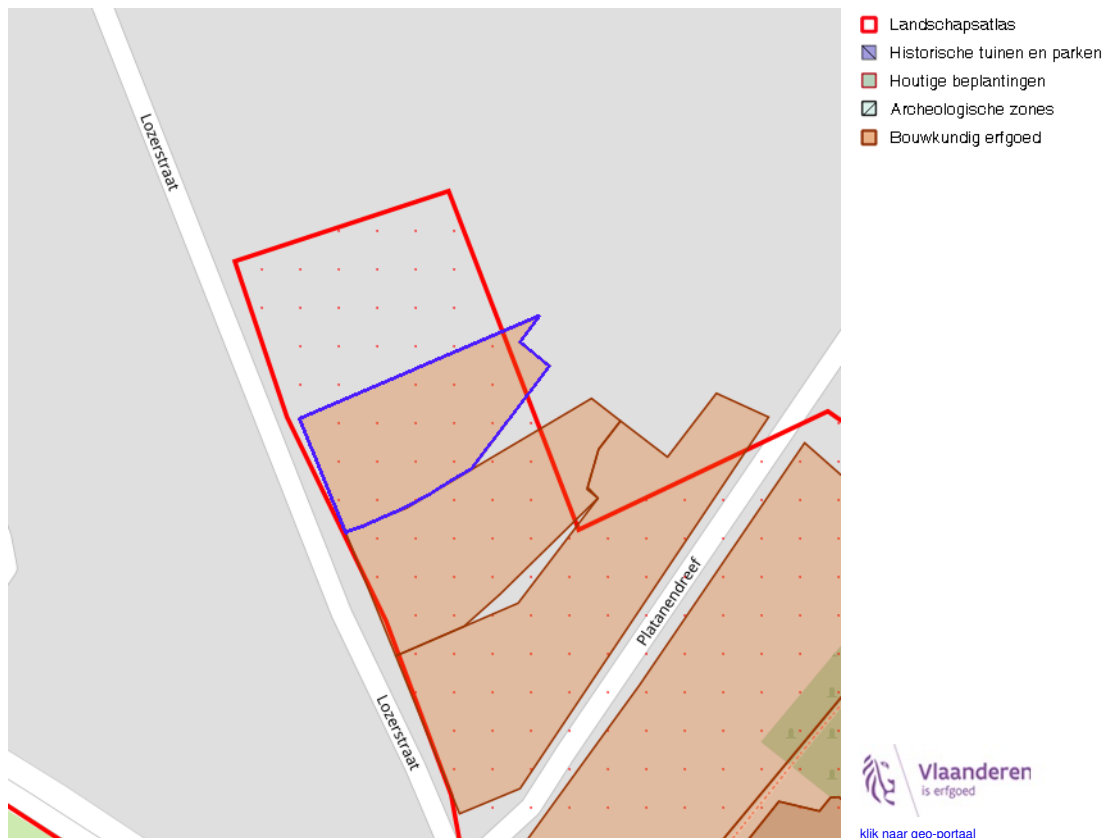 Lozerstraat
Lozerstraat
Platanendreef
Landschapsatlas
Historische tuinen en parken
Houtige beplantingen
Archeologische zones
Bouwkundig erfgoed
Vlaanderen
is erfgoed
klik naar geo-portaal